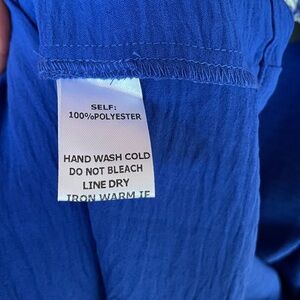 SELF:
100%POLYESTER
HAND WASH COLD
DO NOT BLEACH
LINE DRY
IRON WARM IF